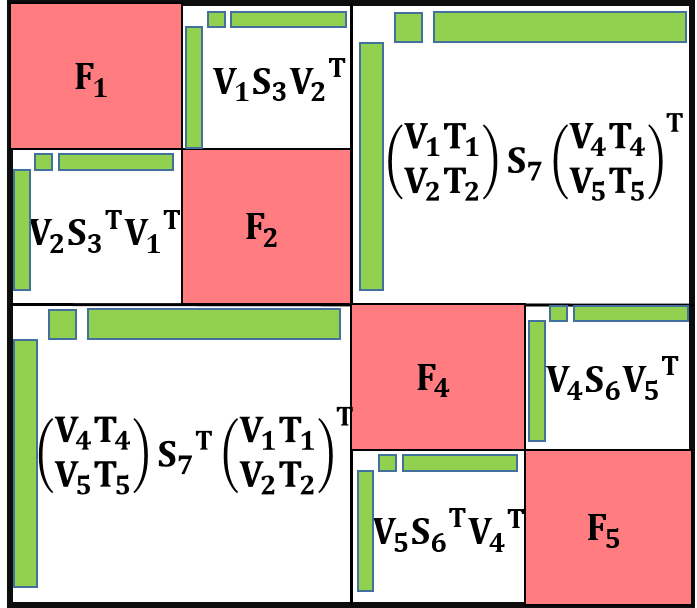 F₁
V₁S₃V₂ᵀ
(V₁T₁
V₂T₂) S₇ (V₄T₄
V₅T₅)ᵀ
V₂S₃ᵀV₁ᵀ
F₂
(V₄T₄
V₅T₅) S₇ᵀ (V₁T₁
V₂T₂)ᵀ
F₄
V₄S₆V₅ᵀ
V₅S₆ᵀV₄ᵀ
F₅